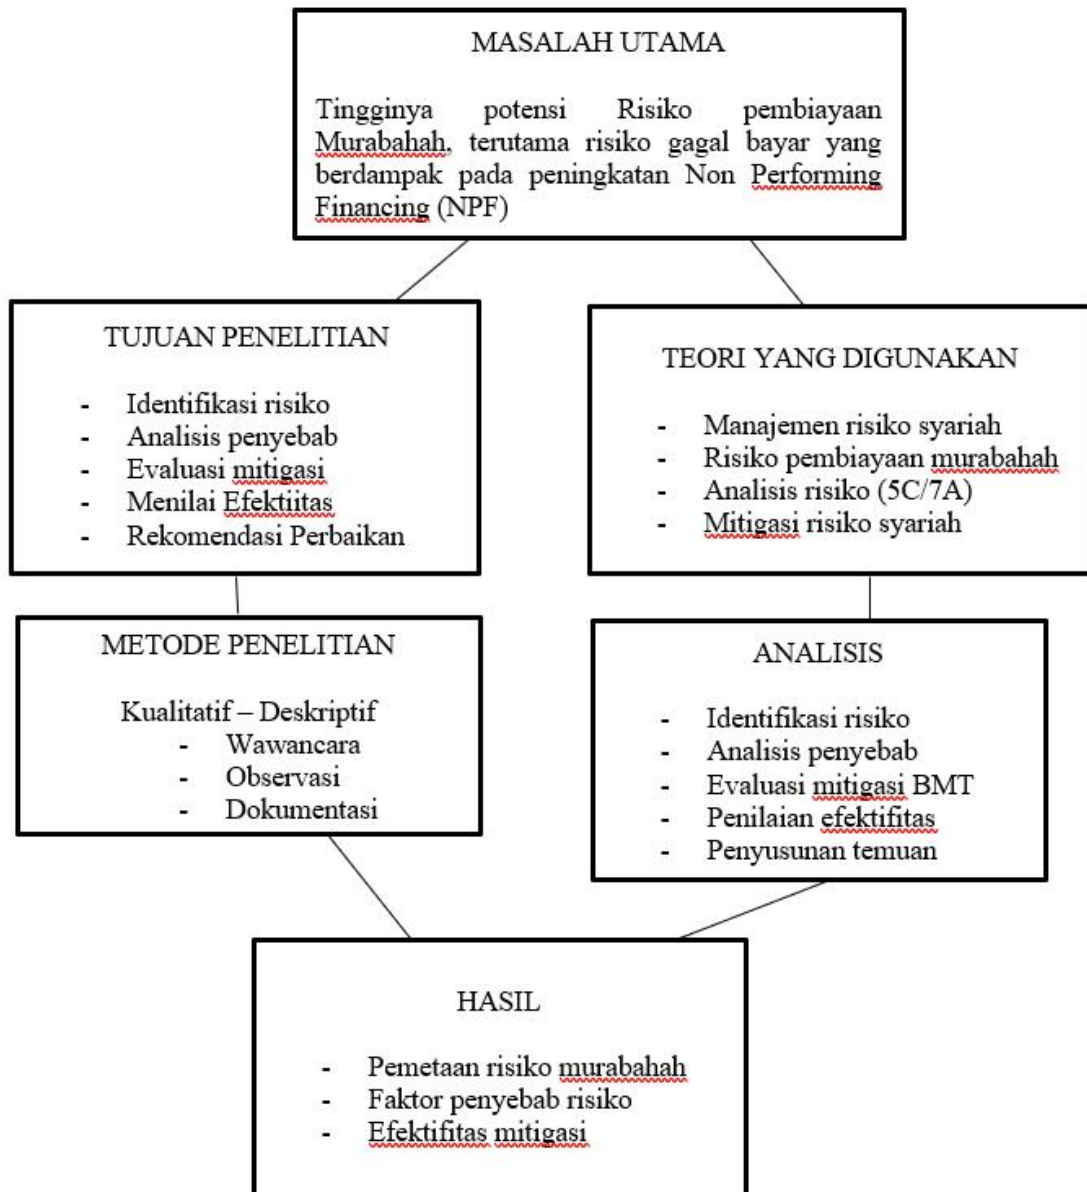 MASALAH UTAMA
Tingginya potensi Risiko pembiayaan
Murabahah, terutama risiko gagal bayar yang
berdampak pada peningkatan Non Performing
Financing (NPF)
TUJUAN PENELITIAN
- Identifikasi risiko
- Analisis penyebab
- Evaluasi mitigasi
- Menilai Efektiitas
- Rekomendasi Perbaikan
TEORI YANG DIGUNAKAN
- Manajemen risiko syariah
- Risiko pembiayaan murabahah
- Analisis risiko (5C/7A)
- Mitigasi risiko syariah
METODE PENELITIAN
Kualitatif – Deskriptif
- Wawancara
- Observasi
- Dokumentasi
ANALISIS
- Identifikasi risiko
- Analisis penyebab
- Evaluasi mitigasi BMT
- Penilaian efektifitas
- Penyusunan temuan
HASIL
- Pemetaan risiko murabahah
- Faktor penyebab risiko
- Efektifitas mitigasi